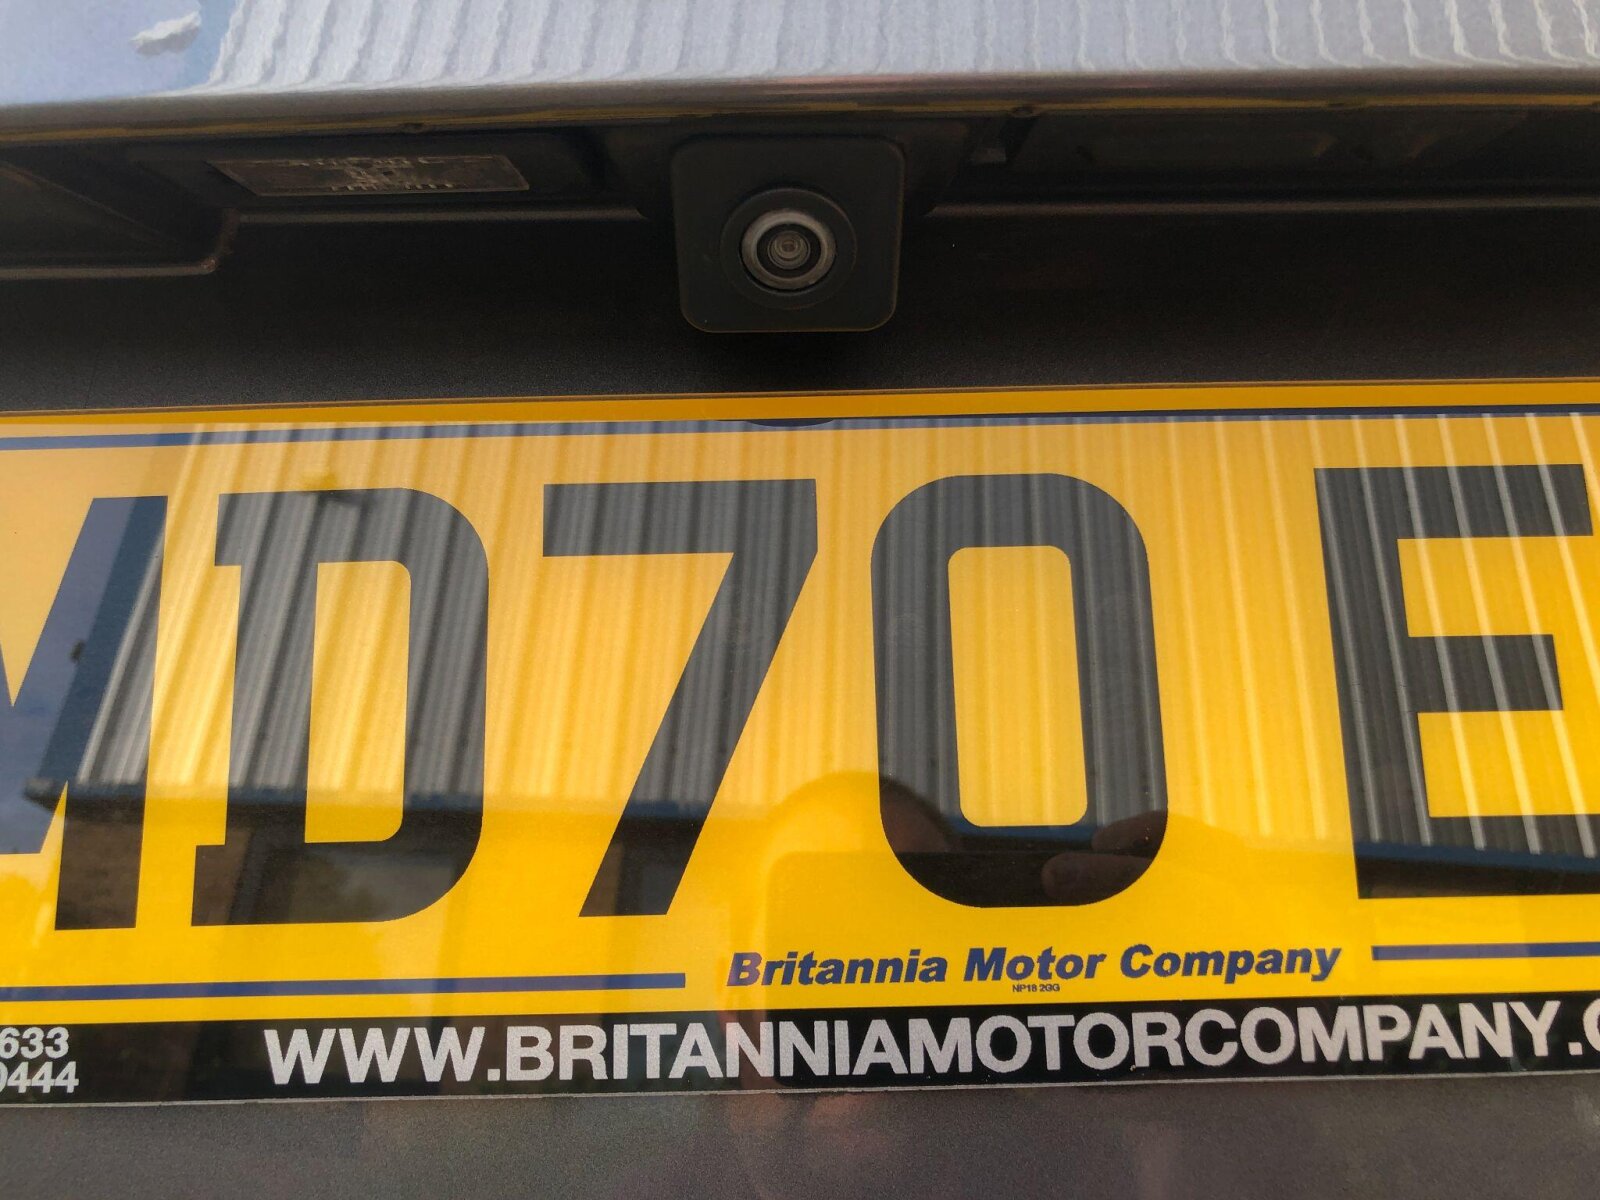 MD70 E
Britannia Motor Company
NP18 2GG
633
0444
WWW.BRITANNIAMOTORCOMPANY.C